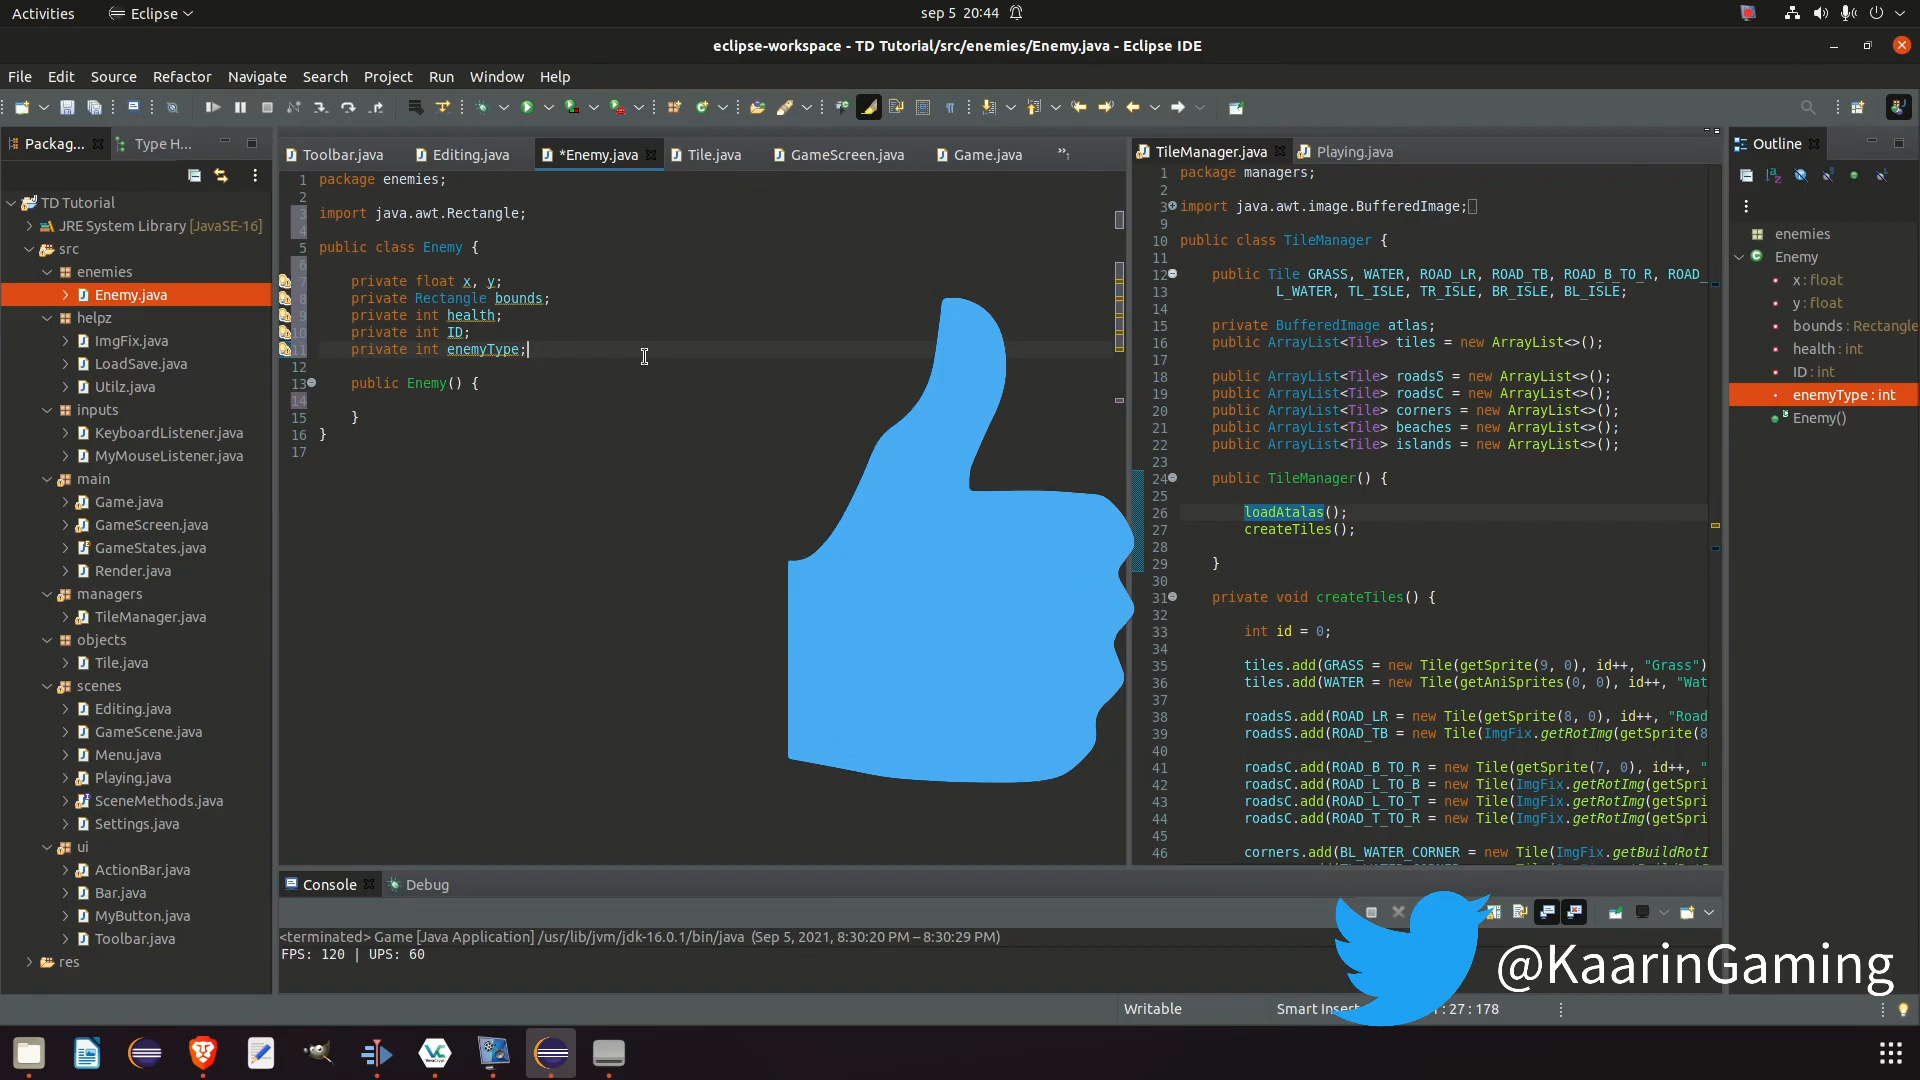 Activities
Eclipse
sep 5 20:44
eclipse-workspace - TD Tutorial/src/enemies/Enemy.java - Eclipse IDE
File Edit Source Refactor Navigate Search Project Run Window Help
Packag...
Type H...
TD Tutorial
JRE System Library [JavaSE-16]
src
enemies
Enemy.java
helpz
ImgFix.java
LoadSave.java
Utilz.java
inputs
KeyboardListener.java
MyMouseListener.java
main
Game.java
GameScreen.java
GameStates.java
Render.java
managers
TileManager.java
objects
Tile.java
scenes
Editing.java
GameScene.java
Menu.java
Playing.java
SceneMethods.java
Settings.java
ui
ActionBar.java
Bar.java
MyButton.java
Toolbar.java
res
Toolbar.java
Editing.java
*Enemy.java
Tile.java
GameScreen.java
Game.java
1 package enemies;
2
3 import java.awt.Rectangle;
4
5 public class Enemy {
6
7 private float x, y;
8 private Rectangle bounds;
9 private int health;
10 private int ID;
11 private int enemyType;
12
13 public Enemy() {
14
15 }
16 }
17
TileManager.java
Playing.java
1 package managers;
2
3 import java.awt.image.BufferedImage;
9
10 public class TileManager {
11
12 public Tile GRASS, WATER, ROAD_LR, ROAD_TB, ROAD_B_TO_R, ROAD_
13 L_WATER, TL_ISLE, TR_ISLE, BR_ISLE, BL_ISLE;
14
15 private BufferedImage atlas;
16 public ArrayList<Tile> tiles = new ArrayList<>();
17
18 public ArrayList<Tile> roadsS = new ArrayList<>();
19 public ArrayList<Tile> roadsC = new ArrayList<>();
20 public ArrayList<Tile> corners = new ArrayList<>();
21 public ArrayList<Tile> beaches = new ArrayList<>();
22 public ArrayList<Tile> islands = new ArrayList<>();
23
24 public TileManager() {
25
26 loadAtalas();
27 createTiles();
28
29 }
30
31 private void createTiles() {
32
33 int id = 0;
34
35 tiles.add(GRASS = new Tile(getSprite(9, 0), id++, "Grass")
36 tiles.add(WATER = new Tile(getAniSprites(0, 0), id++, "Wat
37
38 roadsS.add(ROAD_LR = new Tile(getSprite(8, 0), id++, "Road
39 roadsS.add(ROAD_TB = new Tile(ImgFix.getRotImg(getSprite(8
40
41 roadsC.add(ROAD_B_TO_R = new Tile(getSprite(7, 0), id++, "
42 roadsC.add(ROAD_L_TO_B = new Tile(ImgFix.getRotImg(getSpri
43 roadsC.add(ROAD_L_TO_T = new Tile(ImgFix.getRotImg(getSpri
44 roadsC.add(ROAD_T_TO_R = new Tile(ImgFix.getRotImg(getSpri
45
46 corners.add(BL_WATER_CORNER = new Tile(ImgFix.getBuildRotI
Outline
enemies
Enemy
x : float
y : float
bounds : Rectangle
health : int
ID : int
enemyType : int
Enemy()
Console
Debug
<terminated> Game [Java Application] /usr/lib/jvm/jdk-16.0.1/bin/java (Sep 5, 2021, 8:30:20 PM – 8:30:29 PM)
FPS: 120 | UPS: 60
@KaarinGaming
Writable
Smart Insert
: 27 : 178